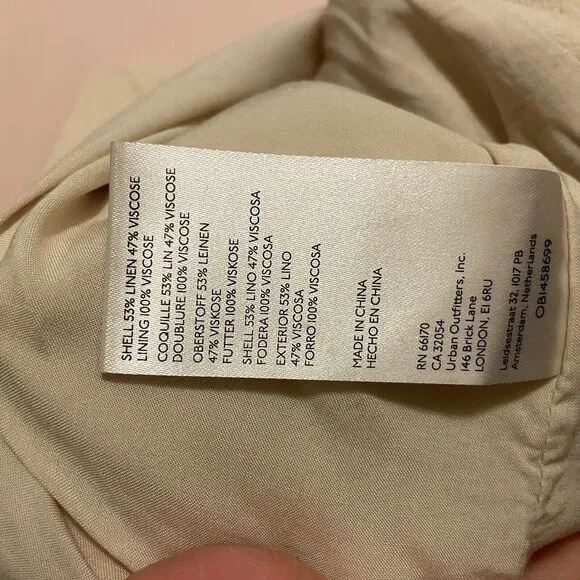 SHELL 53% LINEN 47% VISCOSE
LINING 100% VISCOSE
COQUILLE 53% LIN 47% VISCOSE
DOUBLURE 100% VISCOSE
OBERSTOFF 53% LEINEN
47% VISKOSE
FUTTER 100% VISKOSE
SHELL 53% LINO 47% VISCOSA
FODERA 100% VISCOSA
EXTERIOR 53% LINO
47% VISCOSA
FORRO 100% VISCOSA
MADE IN CHINA
HECHO EN CHINA
RN 66170
CA 32054
Urban Outfitters, Inc.
146 Brick Lane
LONDON, E1 6RU
Leidsestraat 32, 1017 PB
Amsterdam, Netherlands
OB1458699